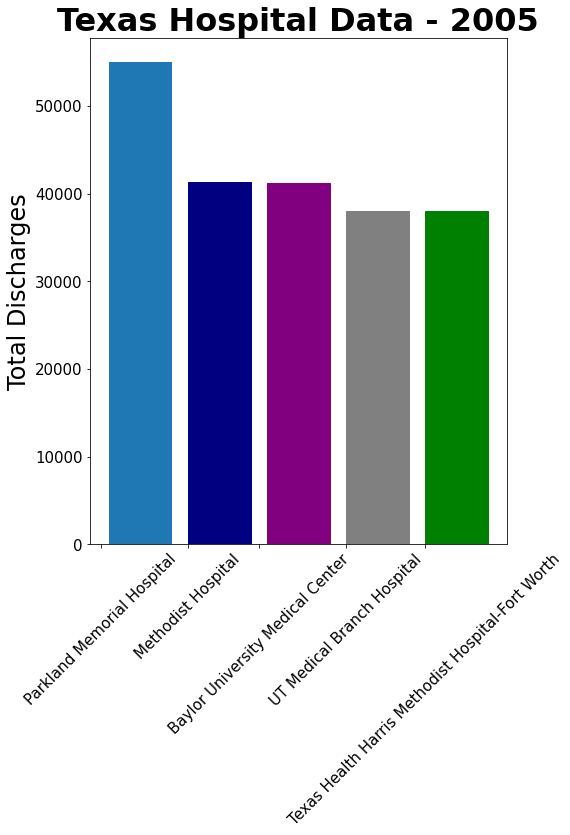 Texas Hospital Data - 2005
Total Discharges
50000
40000
30000
20000
10000
0
Parkland Memorial Hospital
Methodist Hospital
Baylor University Medical Center
UT Medical Branch Hospital
Texas Health Harris Methodist Hospital-Fort Worth